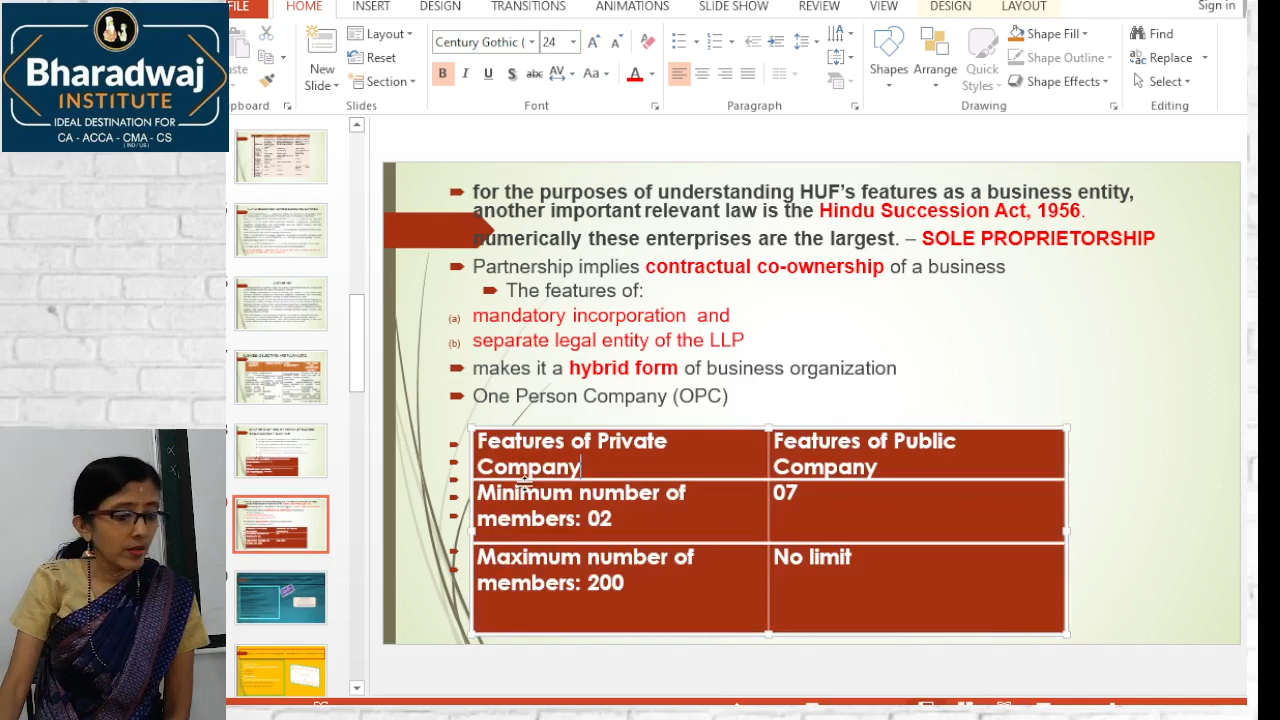 FILE HOME INSERT DESIGN TRANSITIONS ANIMATIONS SLIDE SHOW REVIEW VIEW DESIGN LAYOUT Sign in
Bharadwaj
INSTITUTE
IDEAL DESTINATION FOR
CA - ACCA - CMA - CS
( IND / US )
New
Slide
Layout
Reset
Section
Century Gothic ( 24
B I U S abc AV Aa A
Shapes Arrange Quick
Styles
Shape Fill
Shape Outline
Shape Effects
Find
Replace
Select
Slides Font Paragraph Drawing Editing
for the purposes of understanding HUF's features as a business entity,
another important relevant law is the Hindu Succession Act, 1956.
numerically these enterprises are the largest. – SOLE PROPRIETORSHIP
Partnership implies contractual co-ownership of a business
The features of:
(a) mandatory incorporation and
(b) separate legal entity of the LLP
makes it a hybrid form of business organization
One Person Company (OPC)
Features of Private
Company
Features of Public
Company
Minimum number of
members: 02
07
Maximum number of
members: 200
No limit